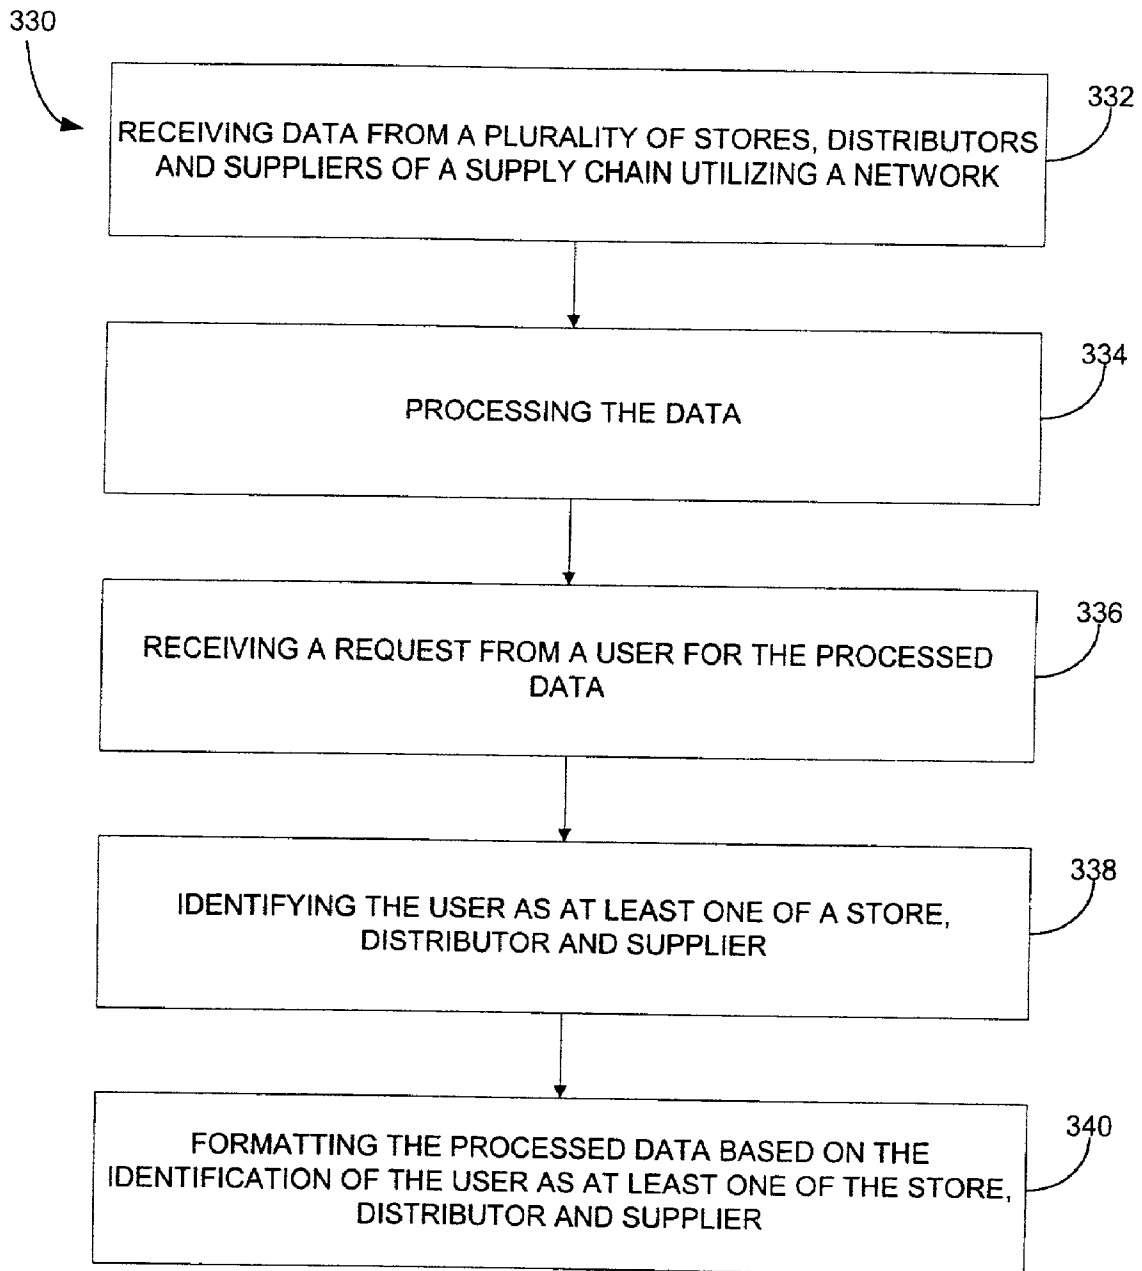 330
332
RECEIVING DATA FROM A PLURALITY OF STORES, DISTRIBUTORS
AND SUPPLIERS OF A SUPPLY CHAIN UTILIZING A NETWORK
334
PROCESSING THE DATA
336
RECEIVING A REQUEST FROM A USER FOR THE PROCESSED
DATA
338
IDENTIFYING THE USER AS AT LEAST ONE OF A STORE,
DISTRIBUTOR AND SUPPLIER
340
FORMATTING THE PROCESSED DATA BASED ON THE
IDENTIFICATION OF THE USER AS AT LEAST ONE OF THE STORE,
DISTRIBUTOR AND SUPPLIER